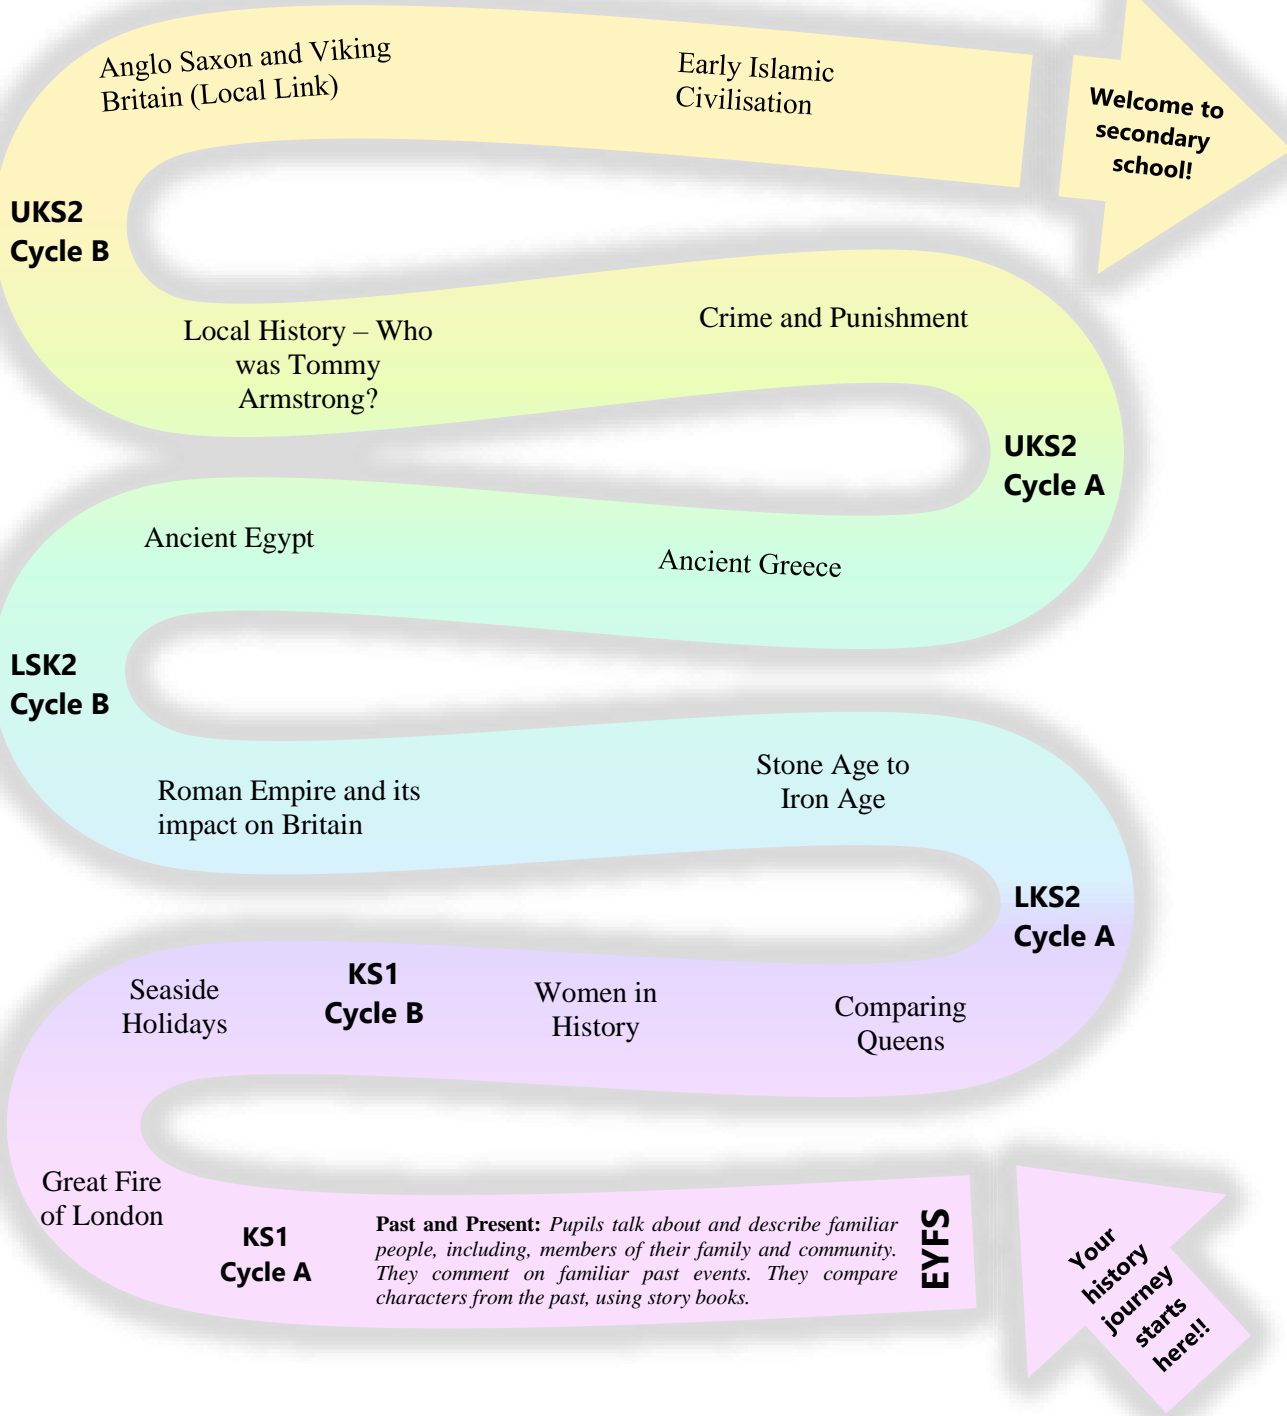 Anglo Saxon and Viking
Britain (Local Link)
Early Islamic
Civilisation
Welcome to
secondary
school!
UKS2
Cycle B
Local History – Who
was Tommy
Armstrong?
Crime and Punishment
UKS2
Cycle A
Ancient Egypt
Ancient Greece
LSK2
Cycle B
Roman Empire and its
impact on Britain
Stone Age to
Iron Age
LKS2
Cycle A
Seaside
Holidays
KS1
Cycle B
Women in
History
Comparing
Queens
Great Fire
of London
KS1
Cycle A
Past and Present: Pupils talk about and describe familiar
people, including, members of their family and community.
They comment on familiar past events. They compare
characters from the past, using story books.
EYFS
Your
history
journey
starts
here!!